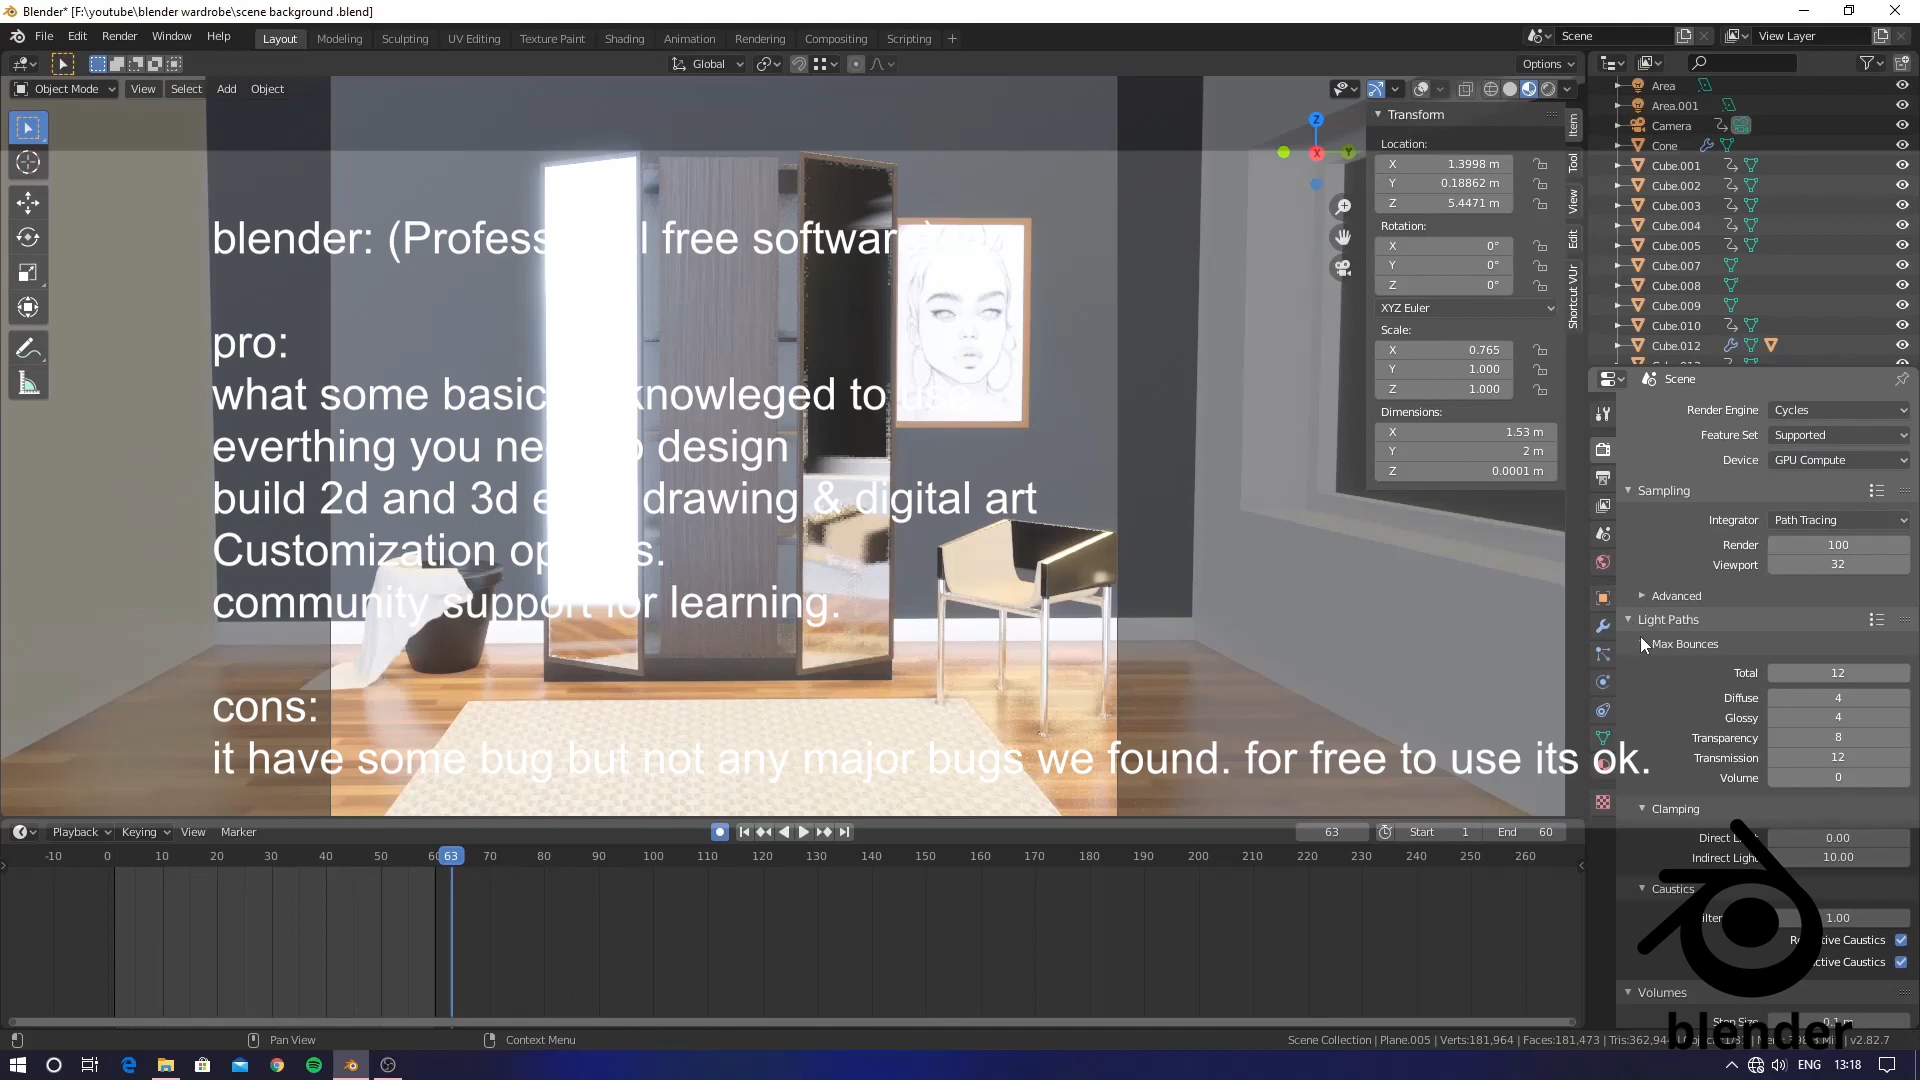 Blender* [F:\youtube\blender wardrobe\scene background .blend]
File Edit Render Window Help
Layout Modeling Sculpting UV Editing Texture Paint Shading Animation Rendering Compositing Scripting
Scene
View Layer
Global
Options
Object Mode View Select Add Object
Transform
Location:
X 1.3998 m
Y 0.18862 m
Z 5.4471 m
Rotation:
X 0°
Y 0°
Z 0°
XYZ Euler
Scale:
X 0.765
Y 1.000
Z 1.000
Dimensions:
X 1.53 m
Y 2 m
Z 0.0001 m
Item
Tool
View
Edit
Shortcut VUr
Z
X
Y
Area
Area.001
Camera
Cone
Cube.001
Cube.002
Cube.003
Cube.004
Cube.005
Cube.007
Cube.008
Cube.009
Cube.010
Cube.012
Scene
Render Engine Cycles
Feature Set Supported
Device GPU Compute
Sampling
Integrator Path Tracing
Render 100
Viewport 32
Advanced
Light Paths
Max Bounces
Total 12
Diffuse 4
Glossy 4
Transparency 8
Transmission 12
Volume 0
Clamping
0.00
10.00
Caustics
1.00
Caustics
Caustics
Volumes
0.1 m
blender: free software)
pro:
what some basic knowleged to use
everthing you design
build 2d and 3d drawing & digital art
Customization
community support for learning.
cons:
it have some bug but not any major bugs we found. for free to use its ok.
Playback Keying View Marker
63 Start 1 End 60
-10 0 10 20 30 40 50 63 70 80 90 100 110 120 130 140 150 160 170 180 190 200 210 220 230 240 250 260
Pan View Context Menu
Scene Collection | Plane.005 | Verts:181,964 | Faces:181,473 | v2.82.7
blender
ENG 13:18